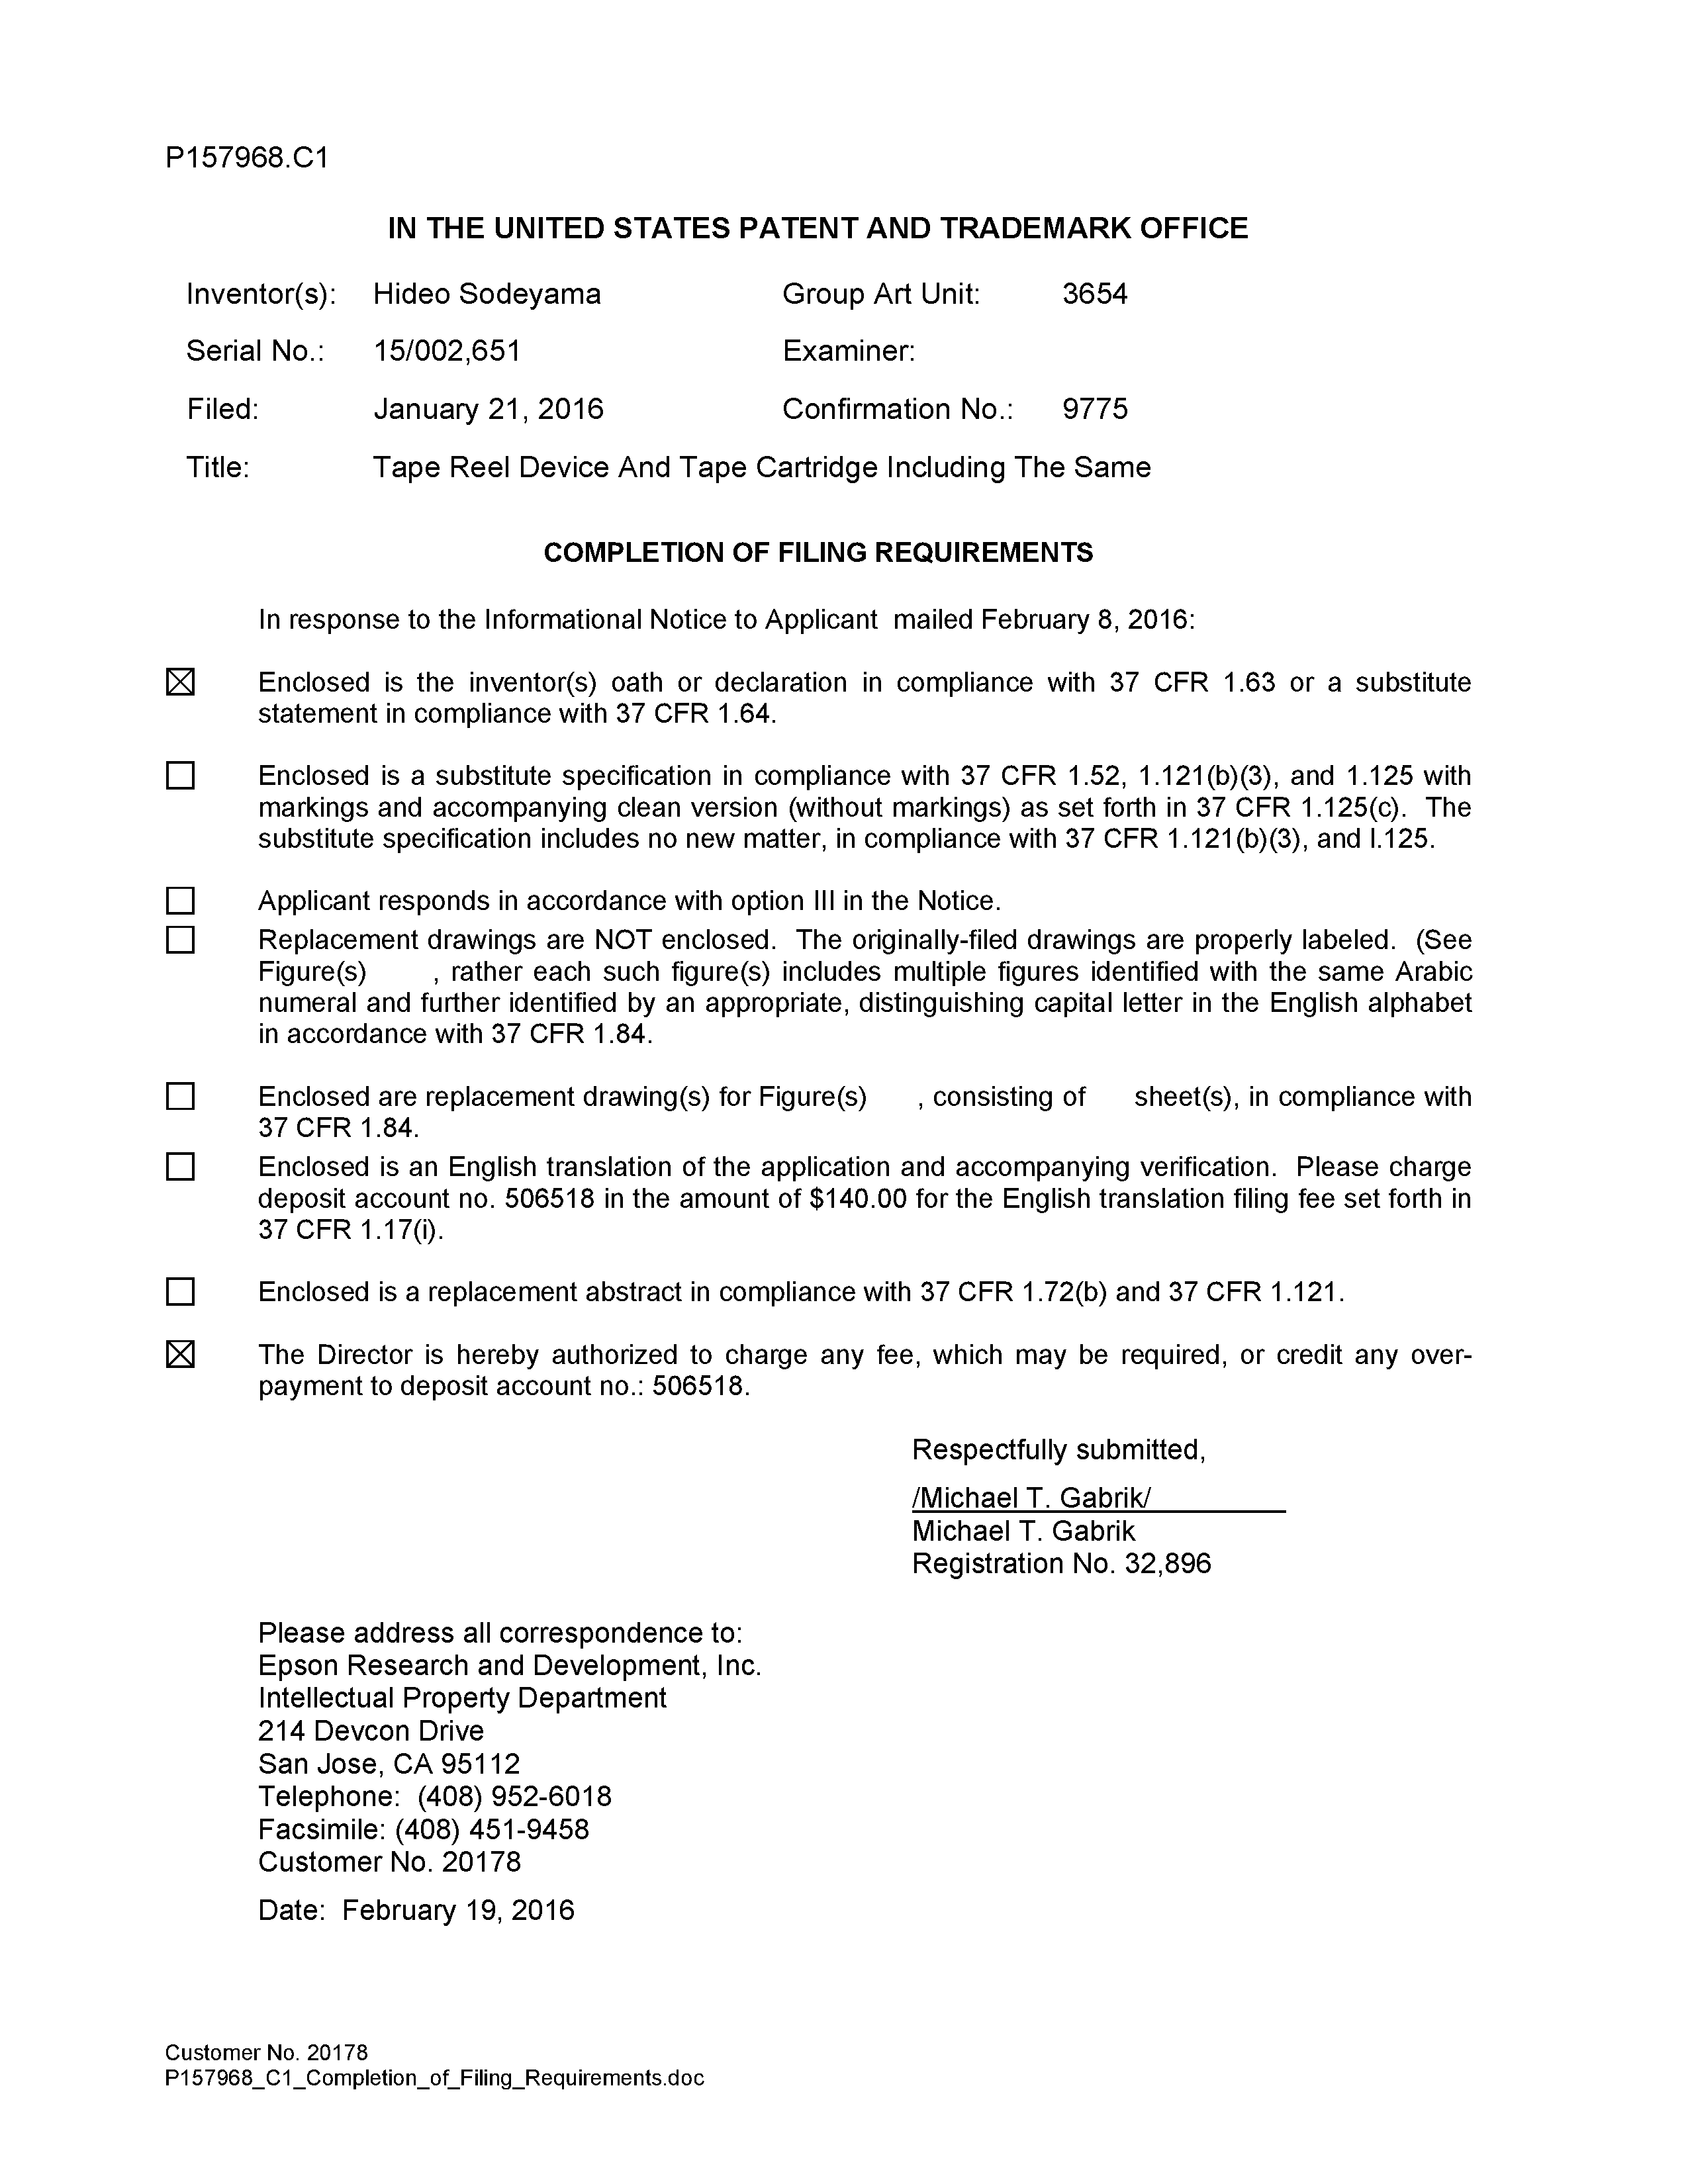 P157968.C1
IN THE UNITED STATES PATENT AND TRADEMARK OFFICE
Inventor(s): Hideo Sodeyama Group Art Unit: 3654
Serial No.: 15/002,651 Examiner:
Filed: January 21, 2016 Confirmation No.: 9775
Title: Tape Reel Device And Tape Cartridge Including The Same
COMPLETION OF FILING REQUIREMENTS
In response to the Informational Notice to Applicant mailed February 8, 2016:
☒ Enclosed is the inventor(s) oath or declaration in compliance with 37 CFR 1.63 or a substitute
statement in compliance with 37 CFR 1.64.
☐ Enclosed is a substitute specification in compliance with 37 CFR 1.52, 1.121(b)(3), and 1.125 with
markings and accompanying clean version (without markings) as set forth in 37 CFR 1.125(c). The
substitute specification includes no new matter, in compliance with 37 CFR 1.121(b)(3), and I.125.
☐ Applicant responds in accordance with option III in the Notice.
☐ Replacement drawings are NOT enclosed. The originally-filed drawings are properly labeled. (See
Figure(s) , rather each such figure(s) includes multiple figures identified with the same Arabic
numeral and further identified by an appropriate, distinguishing capital letter in the English alphabet
in accordance with 37 CFR 1.84.
☐ Enclosed are replacement drawing(s) for Figure(s) , consisting of sheet(s), in compliance with
37 CFR 1.84.
☐ Enclosed is an English translation of the application and accompanying verification. Please charge
deposit account no. 506518 in the amount of $140.00 for the English translation filing fee set forth in
37 CFR 1.17(i).
☐ Enclosed is a replacement abstract in compliance with 37 CFR 1.72(b) and 37 CFR 1.121.
☒ The Director is hereby authorized to charge any fee, which may be required, or credit any over-
payment to deposit account no.: 506518.
Respectfully submitted,
/Michael T. Gabrik/
Michael T. Gabrik
Registration No. 32,896
Please address all correspondence to:
Epson Research and Development, Inc.
Intellectual Property Department
214 Devcon Drive
San Jose, CA 95112
Telephone: (408) 952-6018
Facsimile: (408) 451-9458
Customer No. 20178
Date: February 19, 2016
Customer No. 20178
P157968_C1_Completion_of_Filing_Requirements.doc